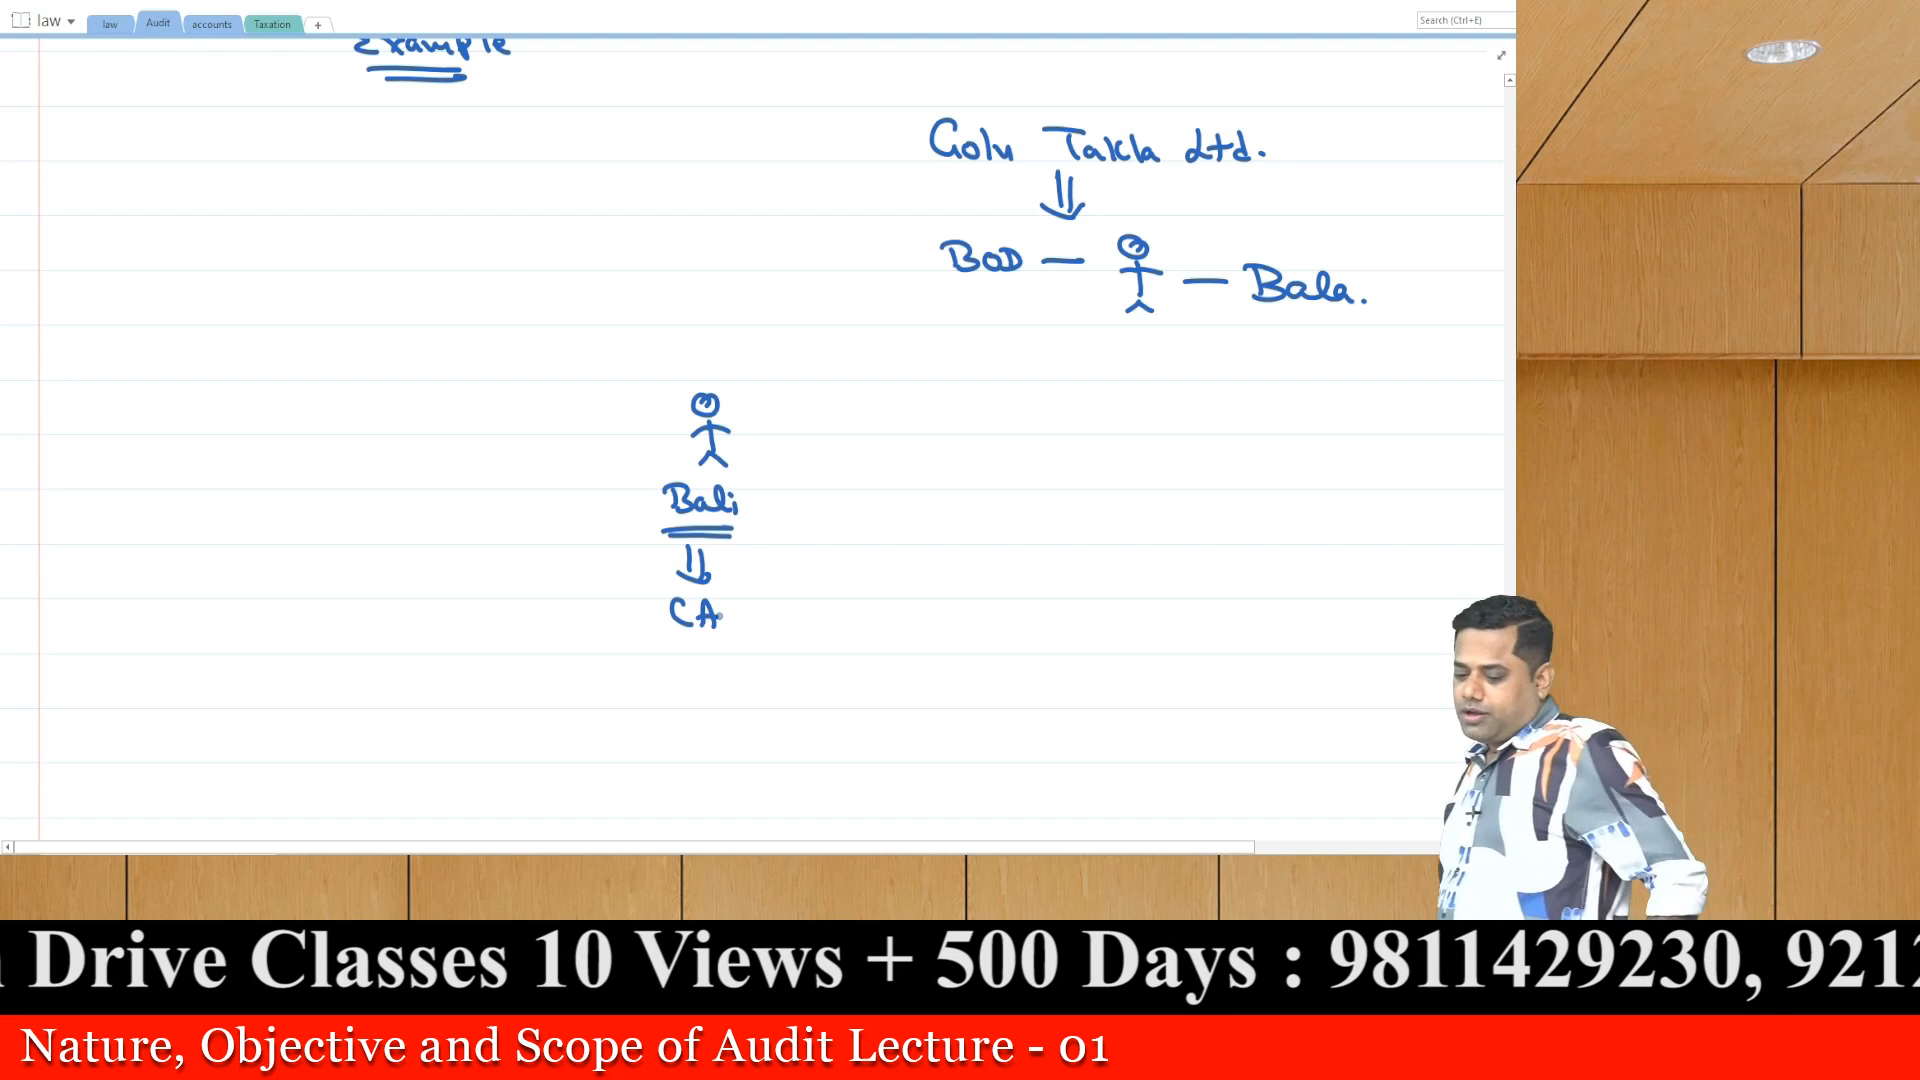 law
law Audit accounts Taxation +
Search (Ctrl+E)
Example
Golu Takla Ltd.
BOD — — Bala.
Bali
CA
Drive Classes 10 Views + 500 Days : 9811429230, 9212
Nature, Objective and Scope of Audit Lecture - 01